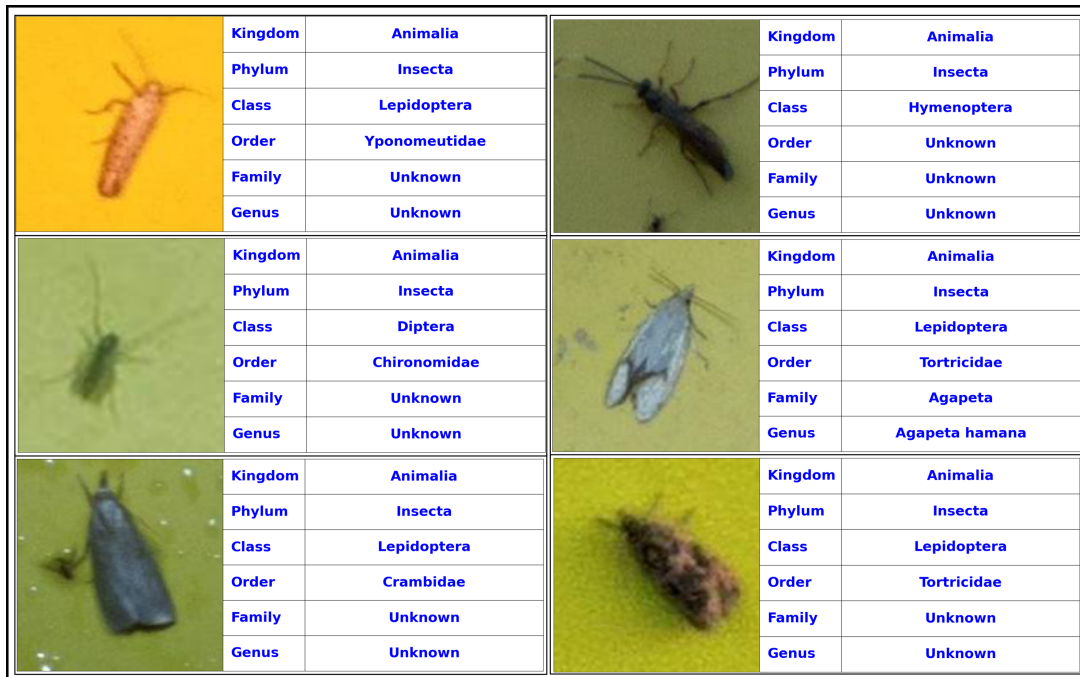 Kingdom Animalia
Phylum Insecta
Class Lepidoptera
Order Yponomeutidae
Family Unknown
Genus Unknown
Kingdom Animalia
Phylum Insecta
Class Hymenoptera
Order Unknown
Family Unknown
Genus Unknown
Kingdom Animalia
Phylum Insecta
Class Diptera
Order Chironomidae
Family Unknown
Genus Unknown
Kingdom Animalia
Phylum Insecta
Class Lepidoptera
Order Tortricidae
Family Agapeta
Genus Agapeta hamana
Kingdom Animalia
Phylum Insecta
Class Lepidoptera
Order Crambidae
Family Unknown
Genus Unknown
Kingdom Animalia
Phylum Insecta
Class Lepidoptera
Order Tortricidae
Family Unknown
Genus Unknown